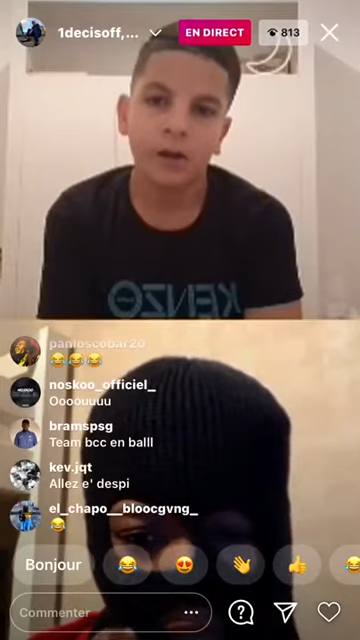 1decisoff,...
EN DIRECT
813
KENZO
panloscobar20
😂😂😂
noskoo_officiel_
Oooouuuu
bramspsg
Team bcc en balll
kev.jqt
Allez e' despi
el_chapo__bloocgvng_
😂
Bonjour 😂 😍 👋 👍 😂
Commenter ...